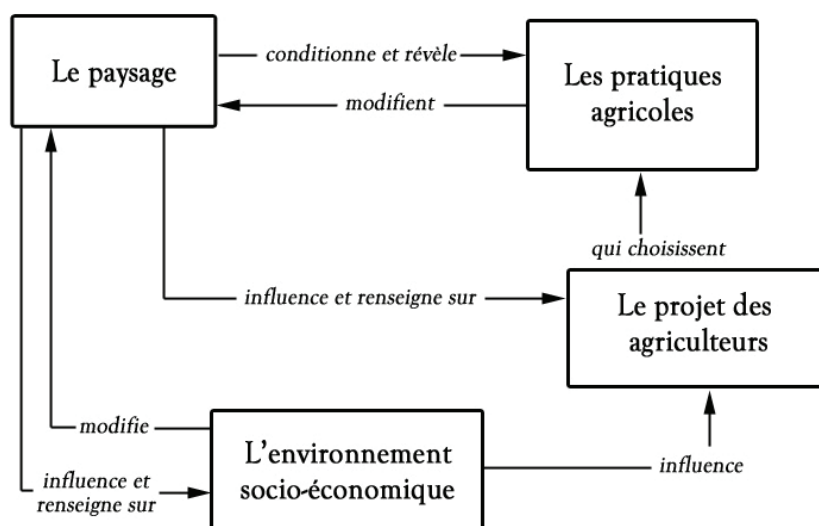 Le paysage
conditionne et révèle
modifient
Les pratiques
agricoles
qui choisissent
influence et renseigne sur
Le projet des
agriculteurs
modifie
influence et
renseigne sur
L'environnement
socio-économique
influence